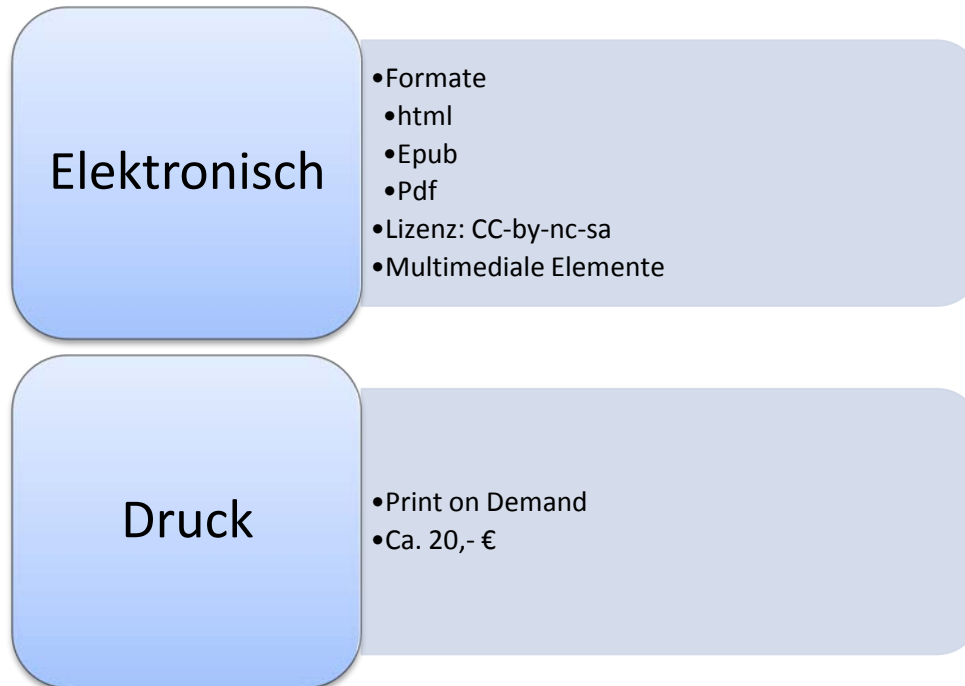 Elektronisch
•Formate
•html
•Epub
•Pdf
•Lizenz: CC-by-nc-sa
•Multimediale Elemente
Druck
•Print on Demand
•Ca. 20,- €